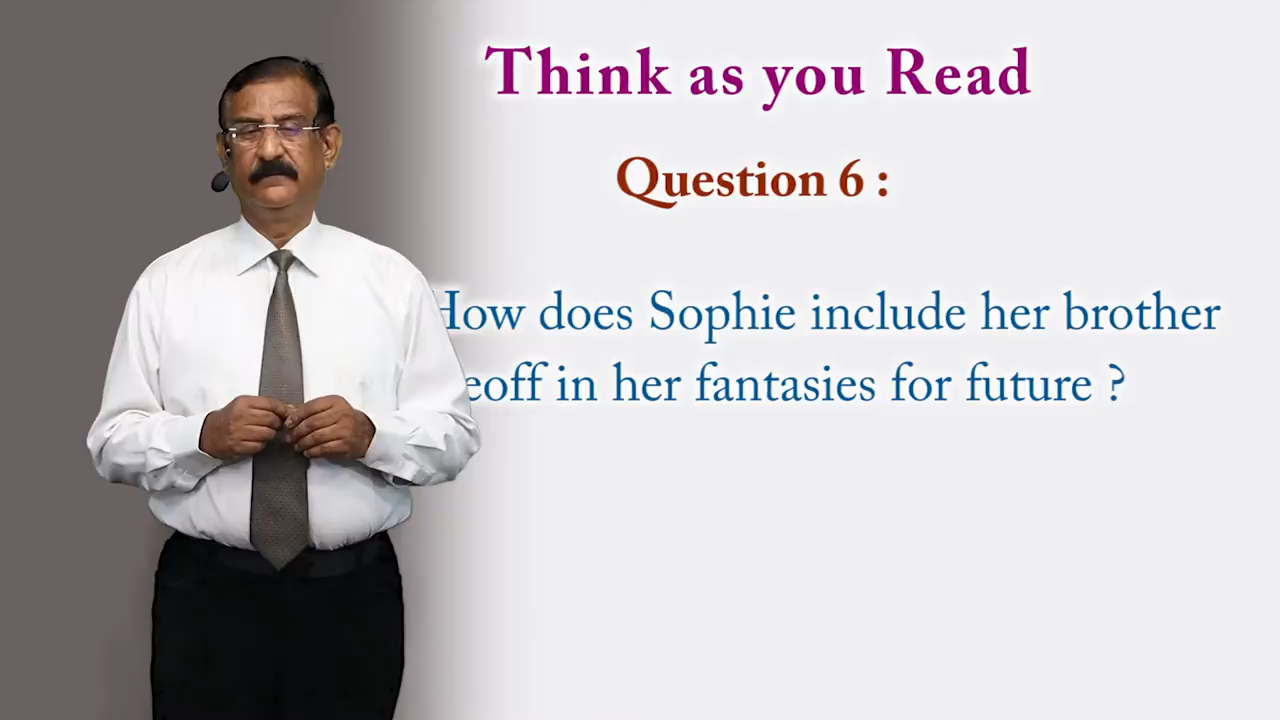 Think as you Read
Question 6 :
How does Sophie include her brother
eoff in her fantasies for future ?